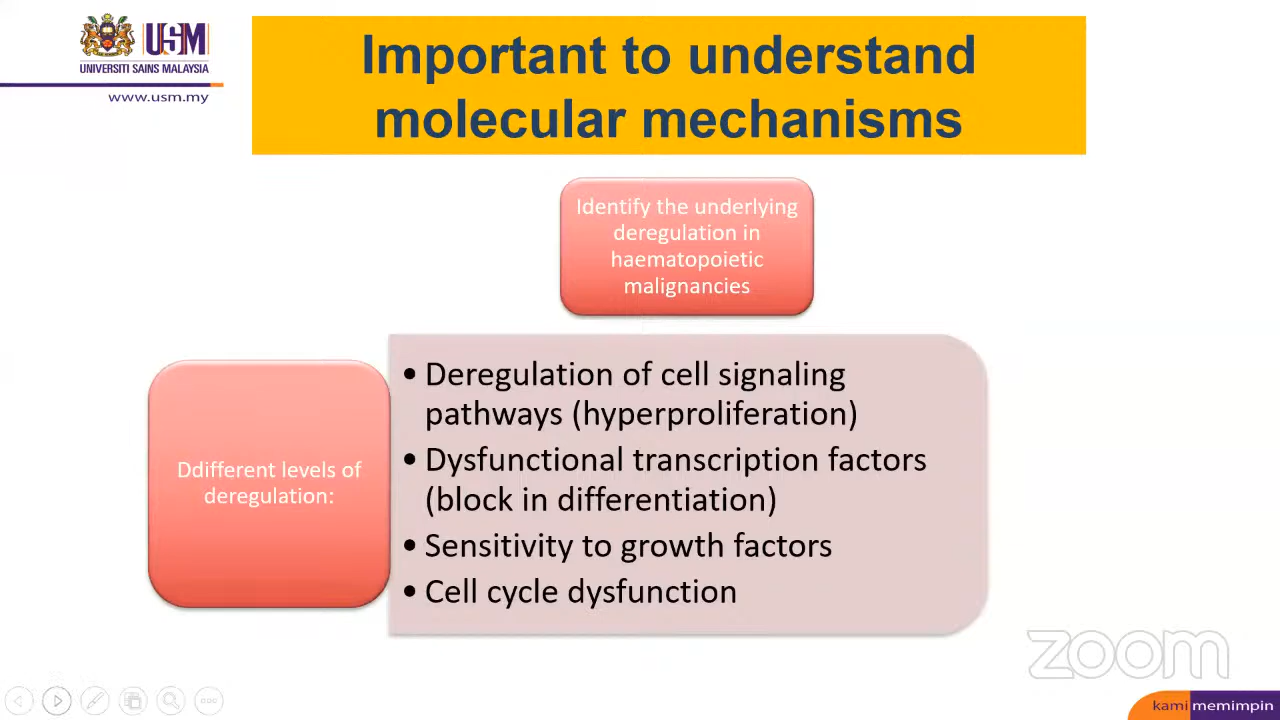 USM
UNIVERSITI SAINS MALAYSIA
www.usm.my
Important to understand
molecular mechanisms
Identify the underlying
deregulation in
haematopoietic
malignancies
Ddifferent levels of
deregulation:
• Deregulation of cell signaling
pathways (hyperproliferation)
• Dysfunctional transcription factors
(block in differentiation)
• Sensitivity to growth factors
• Cell cycle dysfunction
zoom
kami memimpin